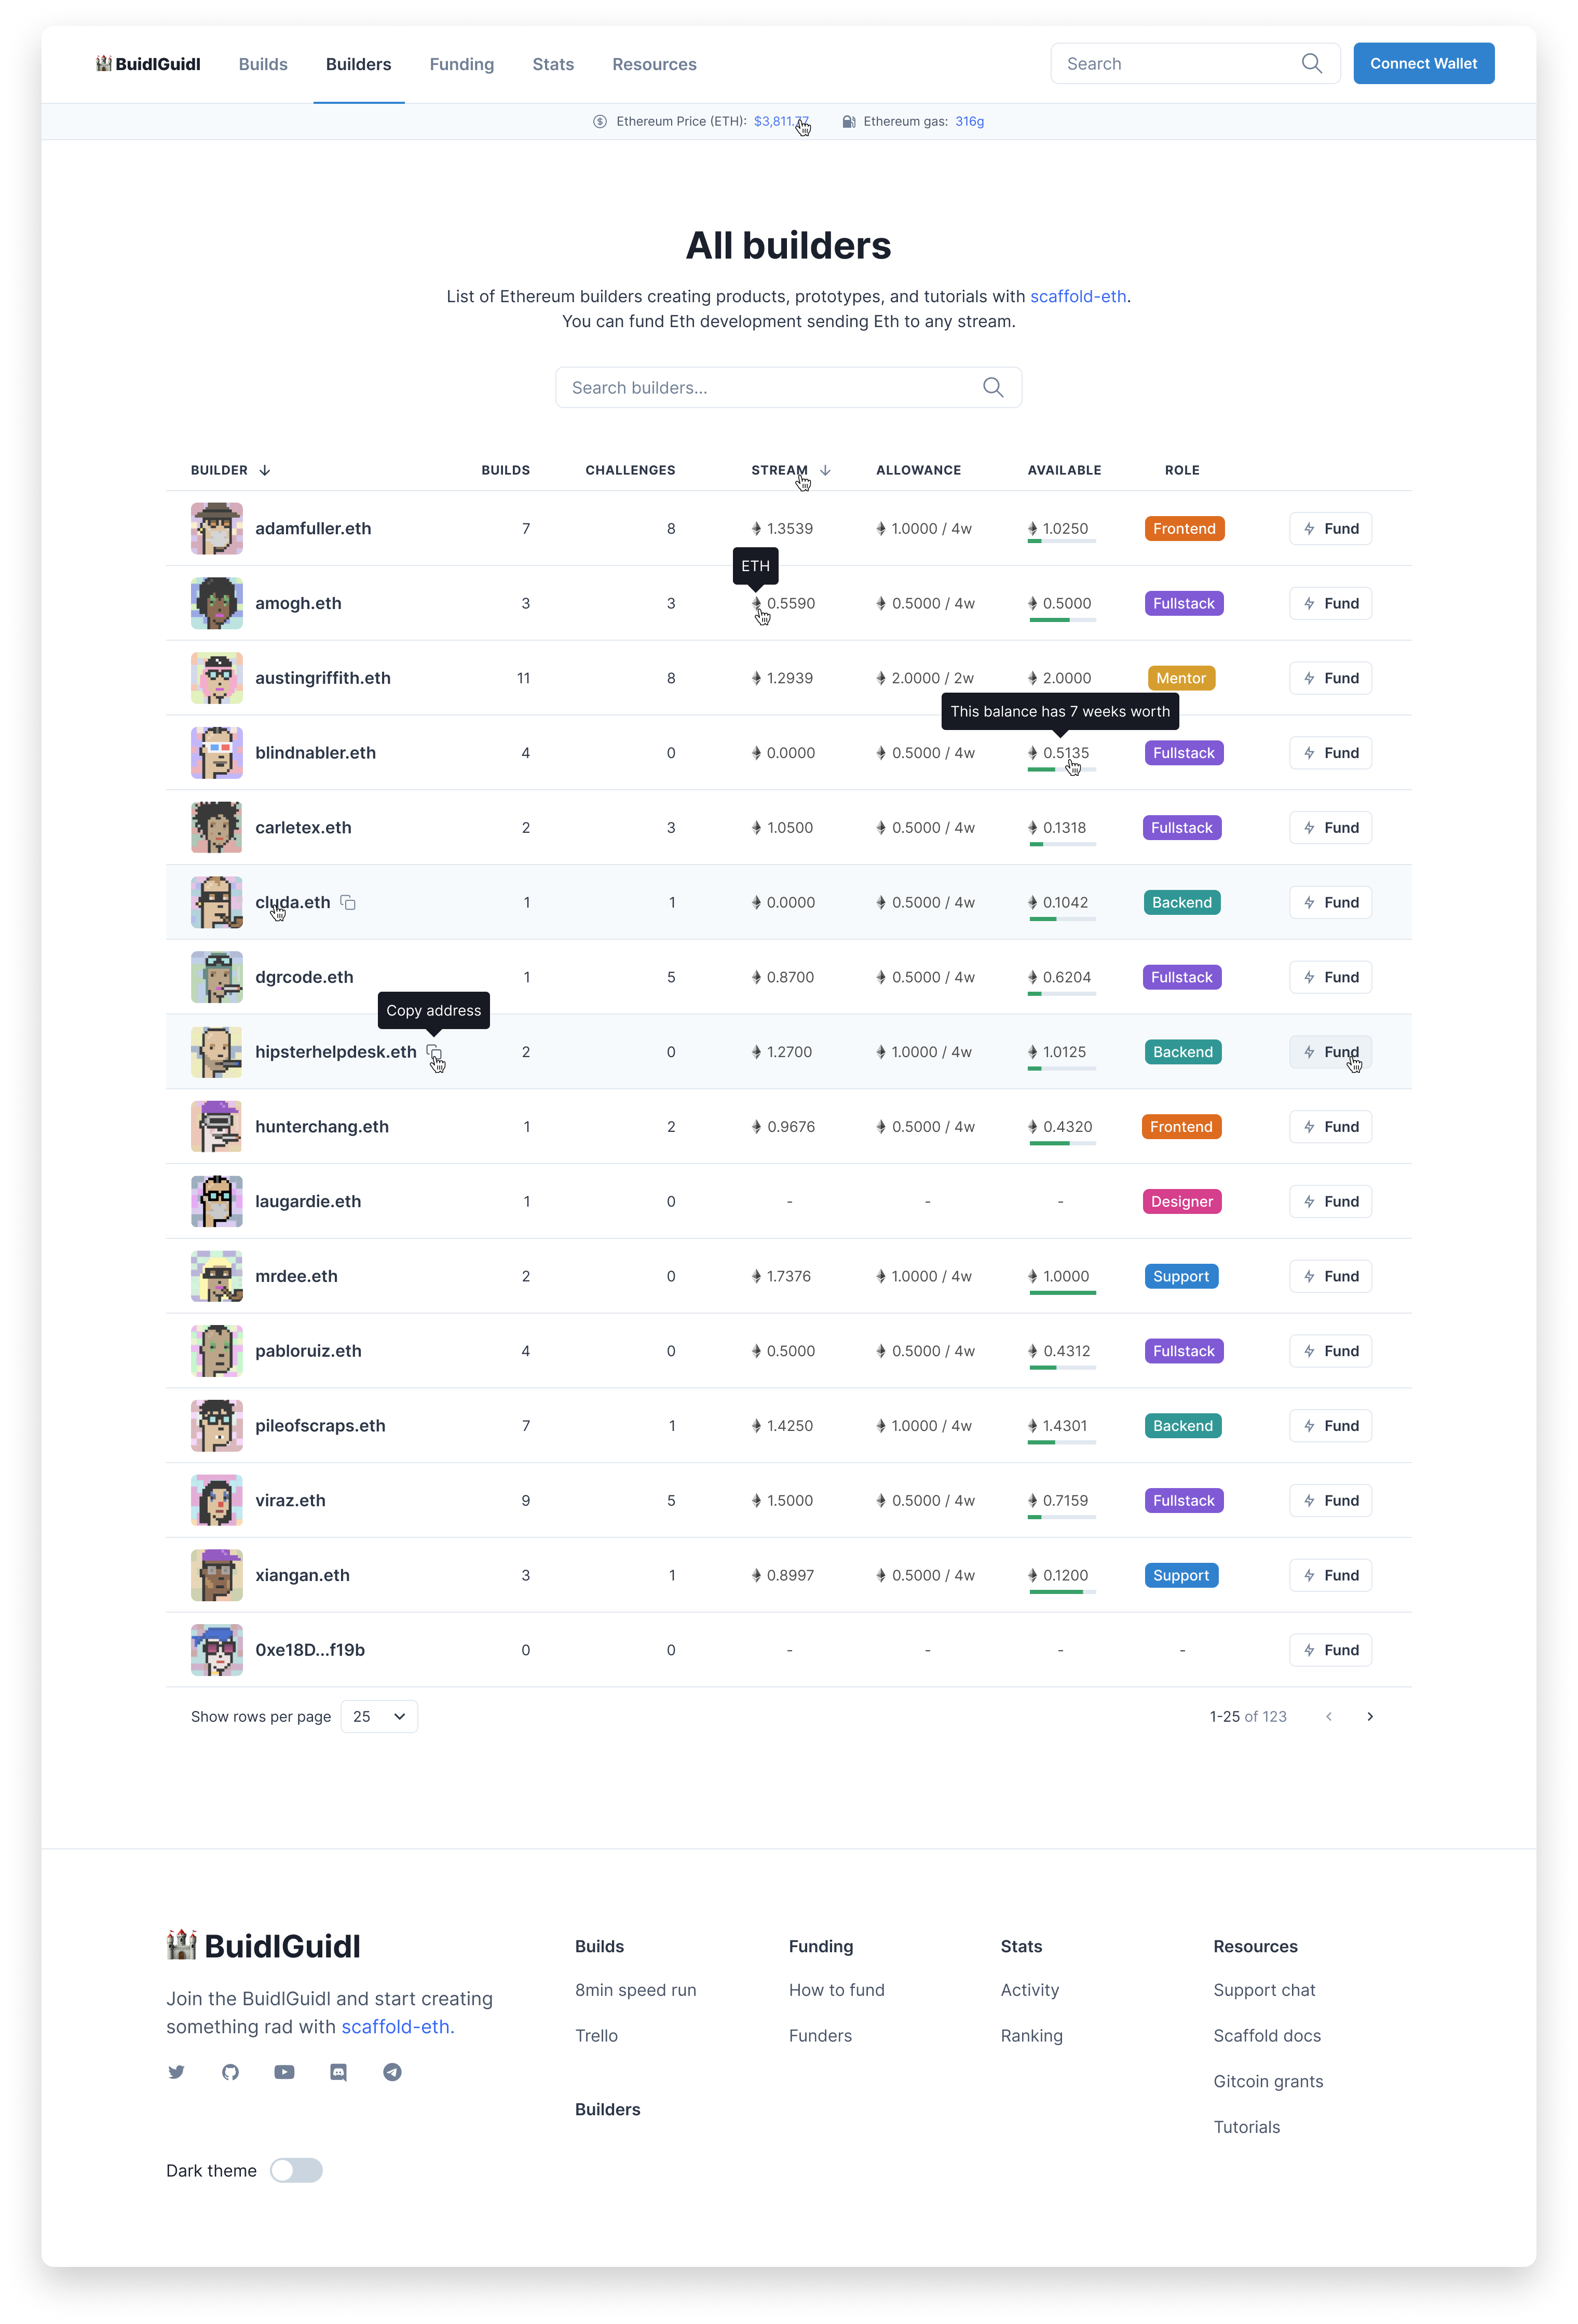 BuidlGuidl Builds Builders Funding Stats Resources Search Connect Wallet
Ethereum Price (ETH): $3,811.77 Ethereum gas: 316g
All builders
List of Ethereum builders creating products, prototypes, and tutorials with scaffold-eth.
You can fund Eth development sending Eth to any stream.
Search builders...
BUILDER BUILDS CHALLENGES STREAM ALLOWANCE AVAILABLE ROLE
adamfuller.eth 7 8 1.3539 1.0000 / 4w 1.0250 Frontend Fund
ETH
amogh.eth 3 3 0.5590 0.5000 / 4w 0.5000 Fullstack Fund
austingriffith.eth 11 8 1.2939 2.0000 / 2w 2.0000 Mentor Fund
This balance has 7 weeks worth
blindnabler.eth 4 0 0.0000 0.5000 / 4w 0.5135 Fullstack Fund
carletex.eth 2 3 1.0500 0.5000 / 4w 0.1318 Fullstack Fund
cluda.eth 1 1 0.0000 0.5000 / 4w 0.1042 Backend Fund
dgrcode.eth 1 5 0.8700 0.5000 / 4w 0.6204 Fullstack Fund
Copy address
hipsterhelpdesk.eth 2 0 1.2700 1.0000 / 4w 1.0125 Backend Fund
hunterchang.eth 1 2 0.9676 0.5000 / 4w 0.4320 Frontend Fund
laugardie.eth 1 0 - - - Designer Fund
mrdee.eth 2 0 1.7376 1.0000 / 4w 1.0000 Support Fund
pabloruiz.eth 4 0 0.5000 0.5000 / 4w 0.4312 Fullstack Fund
pileofscraps.eth 7 1 1.4250 1.0000 / 4w 1.4301 Backend Fund
viraz.eth 9 5 1.5000 0.5000 / 4w 0.7159 Fullstack Fund
xiangan.eth 3 1 0.8997 0.5000 / 4w 0.1200 Support Fund
0xe18D...f19b 0 0 - - - - Fund
Show rows per page 25 1-25 of 123
BuidlGuidl
Join the BuidlGuidl and start creating
something rad with scaffold-eth.
Dark theme
Builds
8min speed run
Trello
Builders
Funding
How to fund
Funders
Stats
Activity
Ranking
Resources
Support chat
Scaffold docs
Gitcoin grants
Tutorials